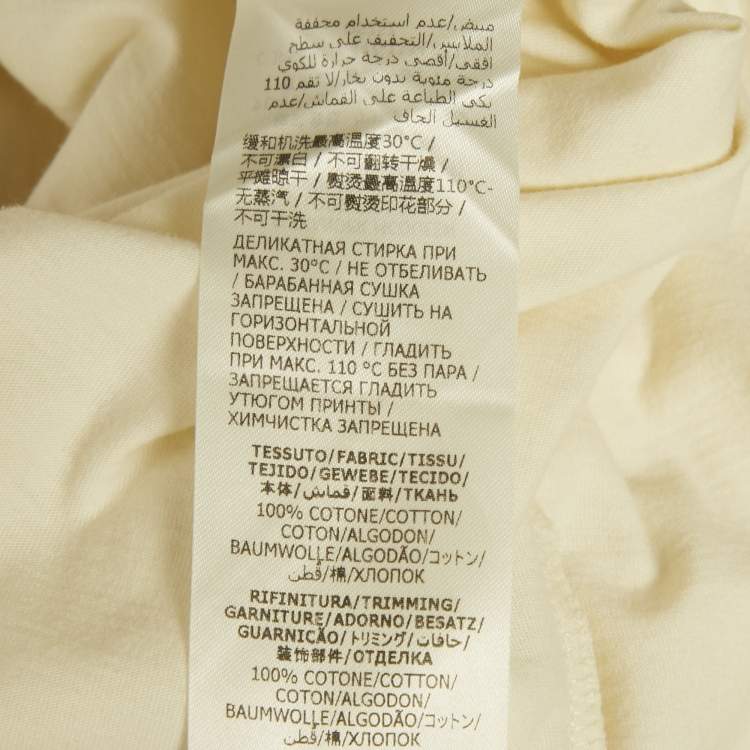 مبيض/عدم استخدام مجففة
الملابس/التجفيف على سطح
افقي/أقصى درجة حرارة للكوي
110 درجة مئوية بدون بخار/لا تقم
بكي الطباعة على القماش/عدم
الغسيل الجاف
缓和机洗最高温度30°C /
不可漂白 / 不可翻转干燥 /
平摊晾干 / 熨烫最高温度110°C-
无蒸汽 / 不可熨烫印花部分 /
不可干洗
ДЕЛИКАТНАЯ СТИРКА ПРИ
МАКС. 30°C / НЕ ОТБЕЛИВАТЬ
/ БАРАБАННАЯ СУШКА
ЗАПРЕЩЕНА / СУШИТЬ НА
ГОРИЗОНТАЛЬНОЙ
ПОВЕРХНОСТИ / ГЛАДИТЬ
ПРИ МАКС. 110 °C БЕЗ ПАРА /
ЗАПРЕЩАЕТСЯ ГЛАДИТЬ
УТЮГОМ ПРИНТЫ /
ХИМЧИСТКА ЗАПРЕЩЕНА
TESSUTO/FABRIC/TISSU/
TEJIDO/GEWEBE/TECIDO/
本体/قماش/面料/ТКАНЬ
100% COTONE/COTTON/
COTON/ALGODON/
BAUMWOLLE/ALGODÃO/コットン/
قُطن/棉/ХЛОПОК
RIFINITURA/TRIMMING/
GARNITURE/ADORNO/BESATZ/
GUARNIÇÃO/トリミング/حافات/
装饰部件/ОТДЕЛКА
100% COTONE/COTTON/
COTON/ALGODON/
BAUMWOLLE/ALGODÃO/コットン/
قُطن/棉/ХЛОПОК